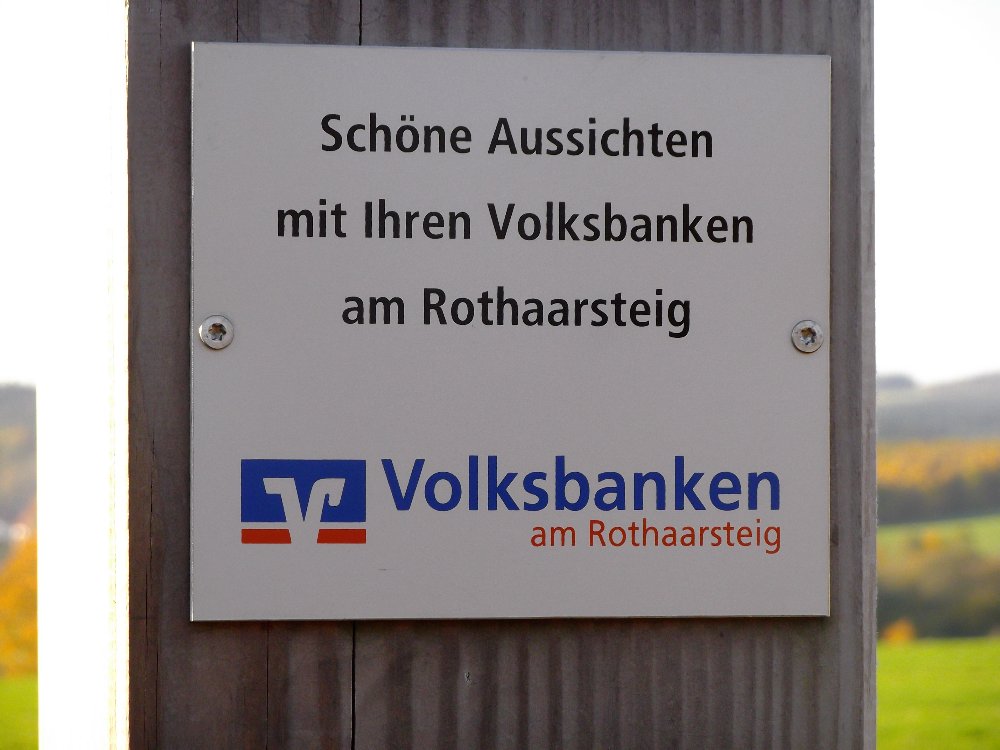 Schöne Aussichten
mit Ihren Volksbanken
am Rothaarsteig
Volksbanken
am Rothaarsteig